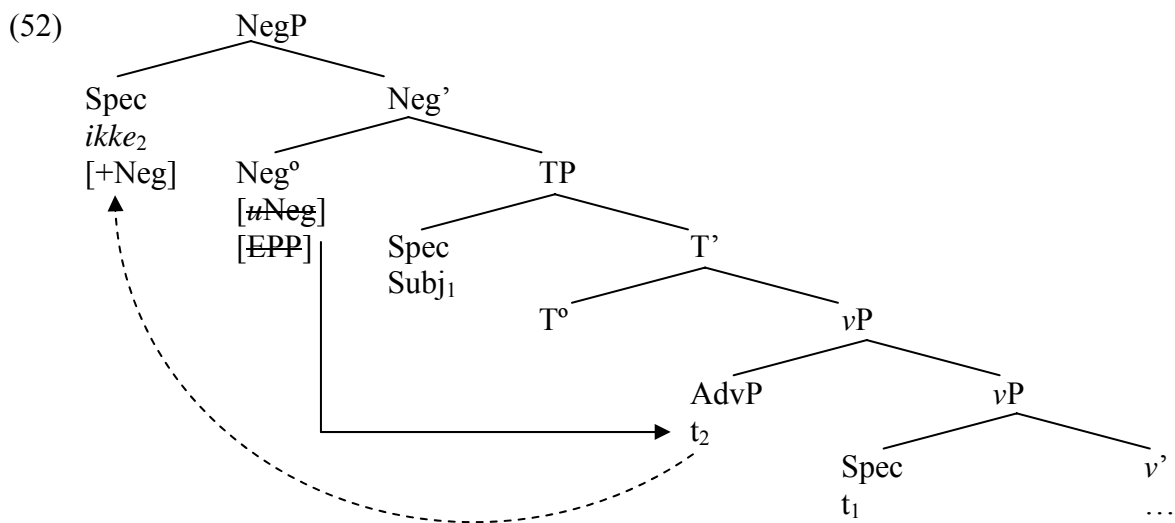 (52) NegP
Spec Neg’
ikke2
[+Neg] Negº TP
[uNeg]
[EPP] Spec T’
Subj1
Tº vP
AdvP vP
t2
Spec v’
t1 …